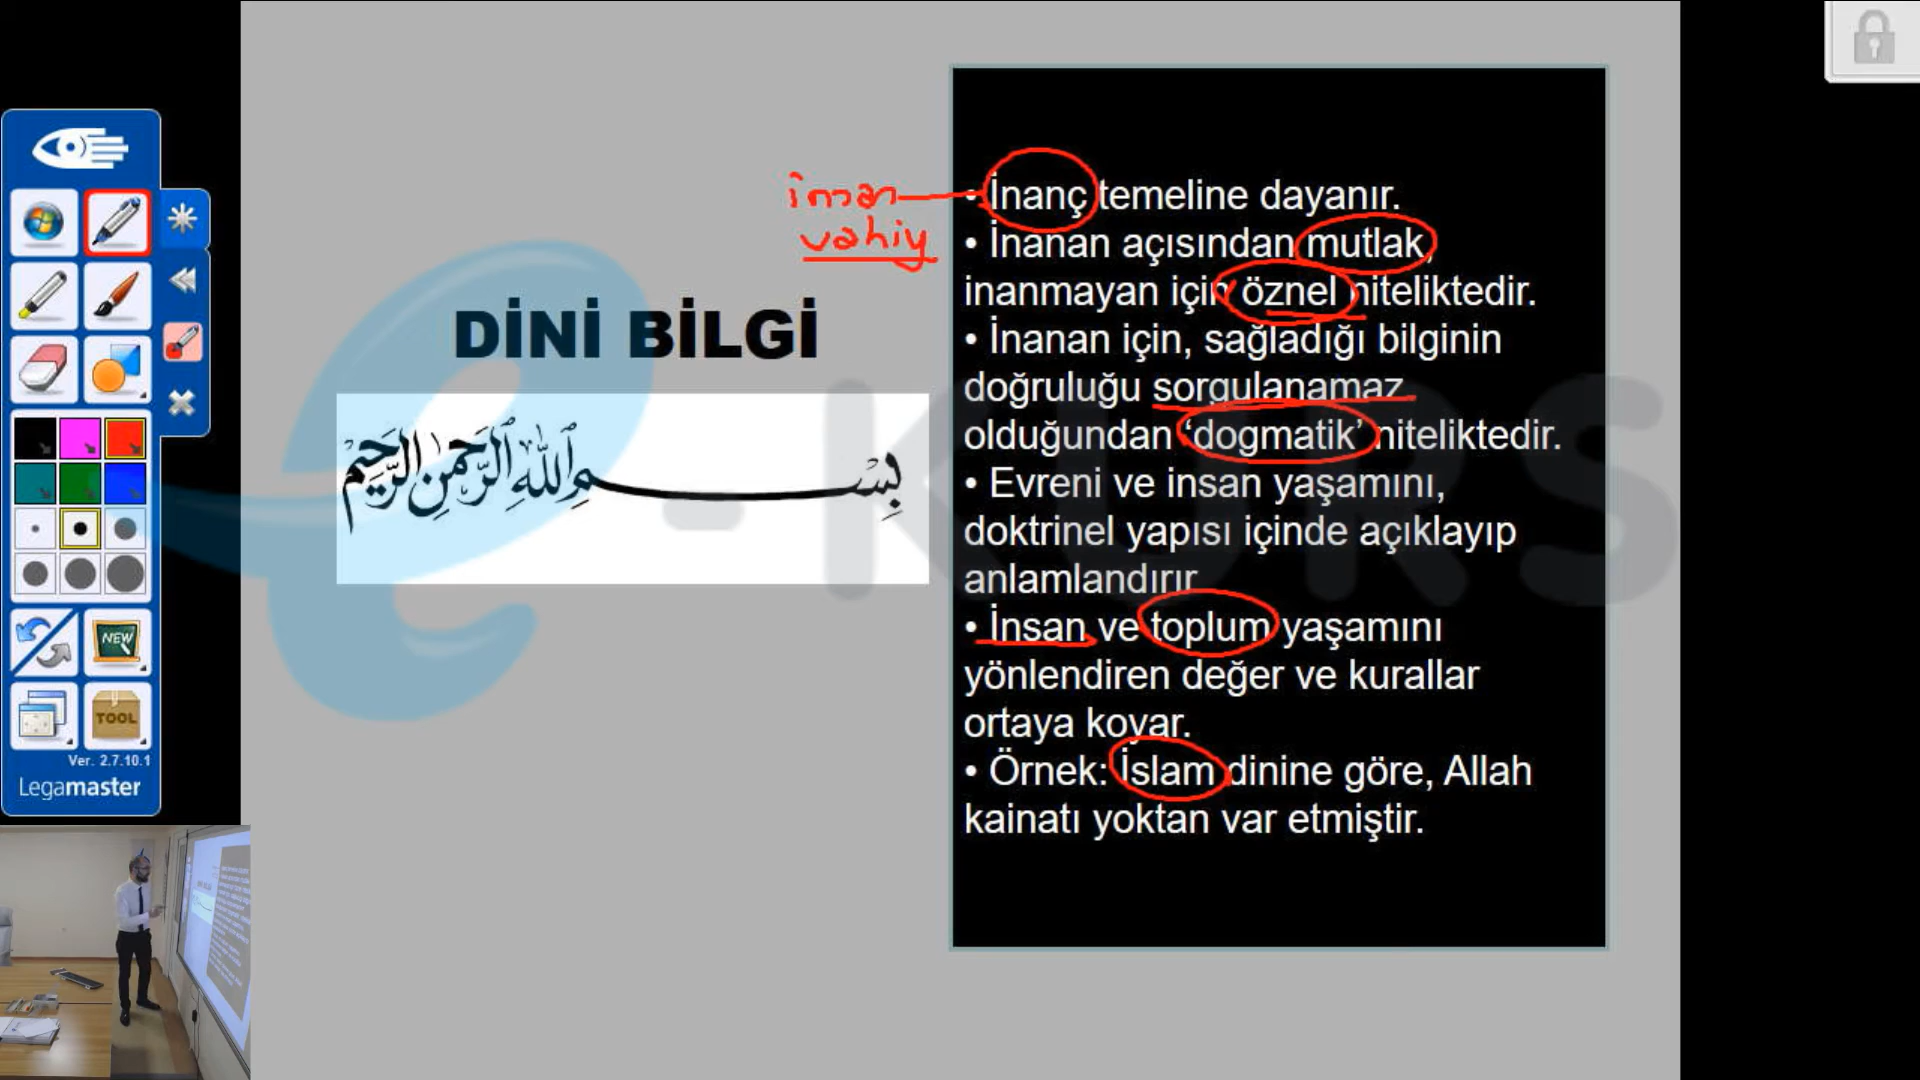 iman
vahiy
DİNİ BİLGİ
بِسْمِ اللهِ الرَّحْمٰنِ الرَّحِيْمِ
• İnanç temeline dayanır.
• İnanan açısından mutlak,
inanmayan için öznel niteliktedir.
• İnanan için, sağladığı bilginin
doğruluğu sorgulanamaz
olduğundan ‘dogmatik’ niteliktedir.
• Evreni ve insan yaşamını,
doktrinel yapısı içinde açıklayıp
anlamlandırır
• İnsan ve toplum yaşamını
yönlendiren değer ve kurallar
ortaya koyar.
• Örnek: İslam dinine göre, Allah
kainatı yoktan var etmiştir.
e - KURS
NEW
TOOL
Ver. 2.7.10.1
Legamaster